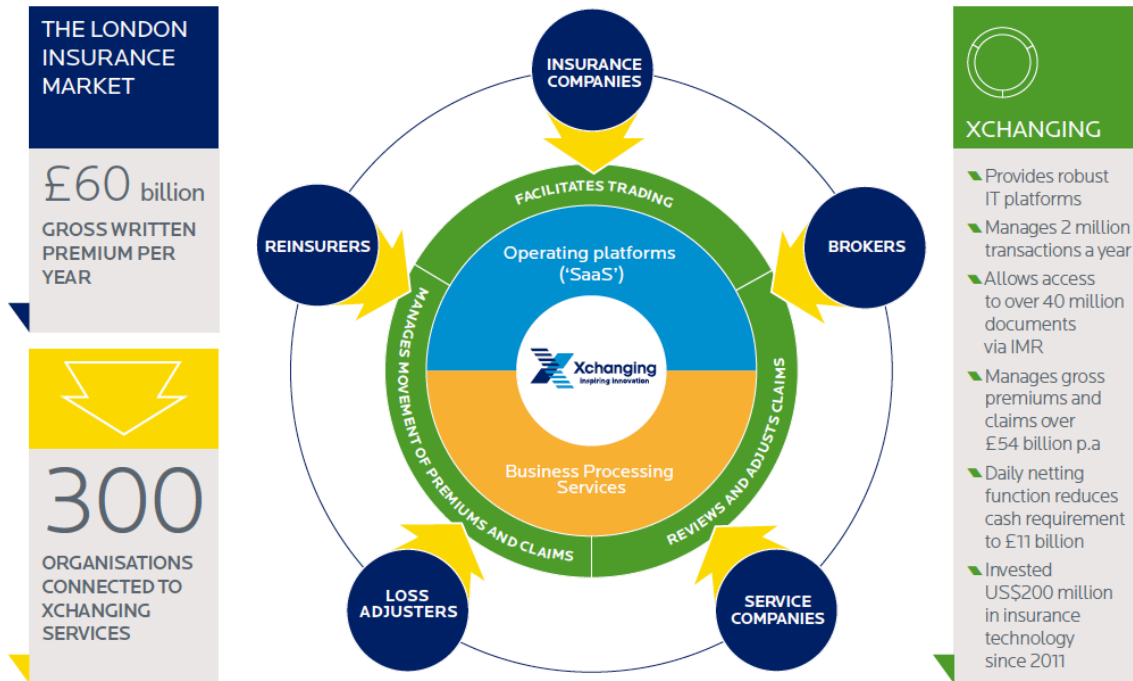 THE LONDON
INSURANCE
MARKET
£60 billion
GROSS WRITTEN
PREMIUM PER
YEAR
300
ORGANISATIONS
CONNECTED TO
XCHANGING
SERVICES
INSURANCE
COMPANIES
REINSURERS
BROKERS
LOSS
ADJUSTERS
SERVICE
COMPANIES
FACILITATES TRADING
MANAGES MOVEMENT OF PREMIUMS AND CLAIMS
REVIEWS AND ADJUSTS CLAIMS
Operating platforms
(‘SaaS’)
Xchanging
Inspiring innovation
Business Processing
Services
XCHANGING
Provides robust
IT platforms
Manages 2 million
transactions a year
Allows access
to over 40 million
documents
via IMR
Manages gross
premiums and
claims over
£54 billion p.a
Daily netting
function reduces
cash requirement
to £11 billion
Invested
US$200 million
in insurance
technology
since 2011